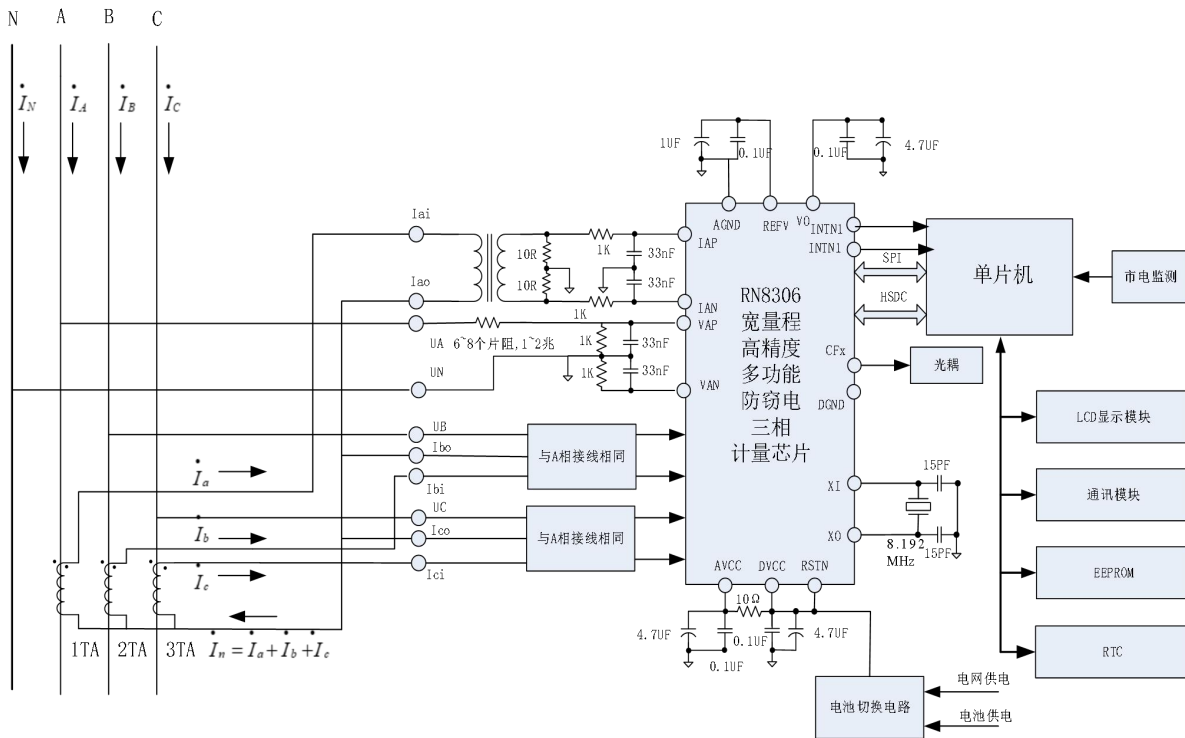 N A B C
İN İA İB İC
1UF
0.1UF
0.1UF
4.7UF
AGND
REFV
VO
INTN1
INTN1
SPI
HSDC
单片机
市电监测
Iai
10R
10R
1K
33nF
33nF
IAP
Iao
1K
IAN
UA
6~8个片阻,1~2兆
1K
1K
33nF
33nF
VAP
UN
VAN
RN8306
宽量程
高精度
多功能
防窃电
三相
计量芯片
CFx
光耦
DGND
UB
Ibo
Ibi
与A相接线相同
UC
Ico
Ici
与A相接线相同
İa
İb
İc
1TA 2TA 3TA
İn = İa + İb + İc
XI
XO
15PF
8.192
MHz
15PF
AVCC
DVCC
RSTN
10Ω
4.7UF
0.1UF
0.1UF
4.7UF
LCD显示模块
通讯模块
EEPROM
RTC
电池切换电路
电网供电
电池供电